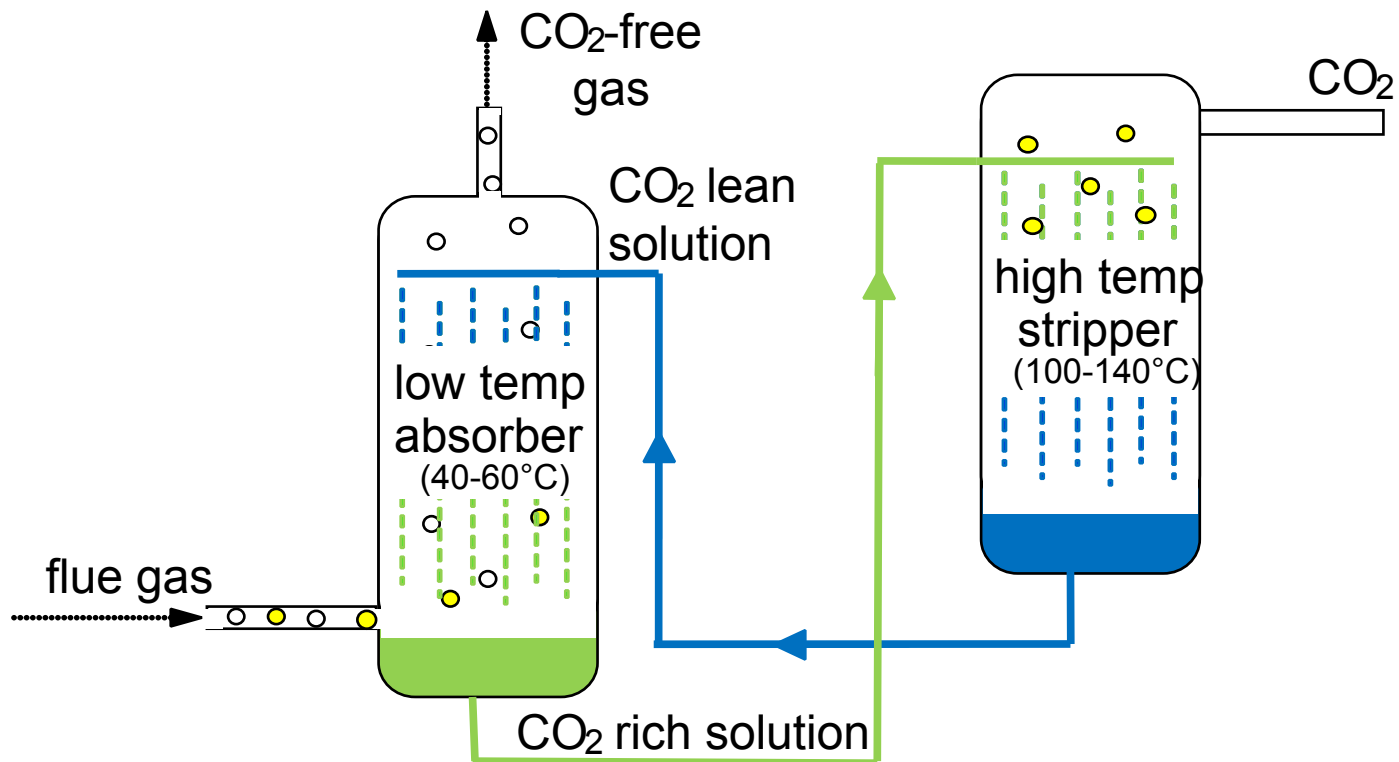 CO₂-free
gas
CO₂
CO₂ lean
solution
high temp
stripper
(100-140°C)
low temp
absorber
(40-60°C)
flue gas
CO₂ rich solution